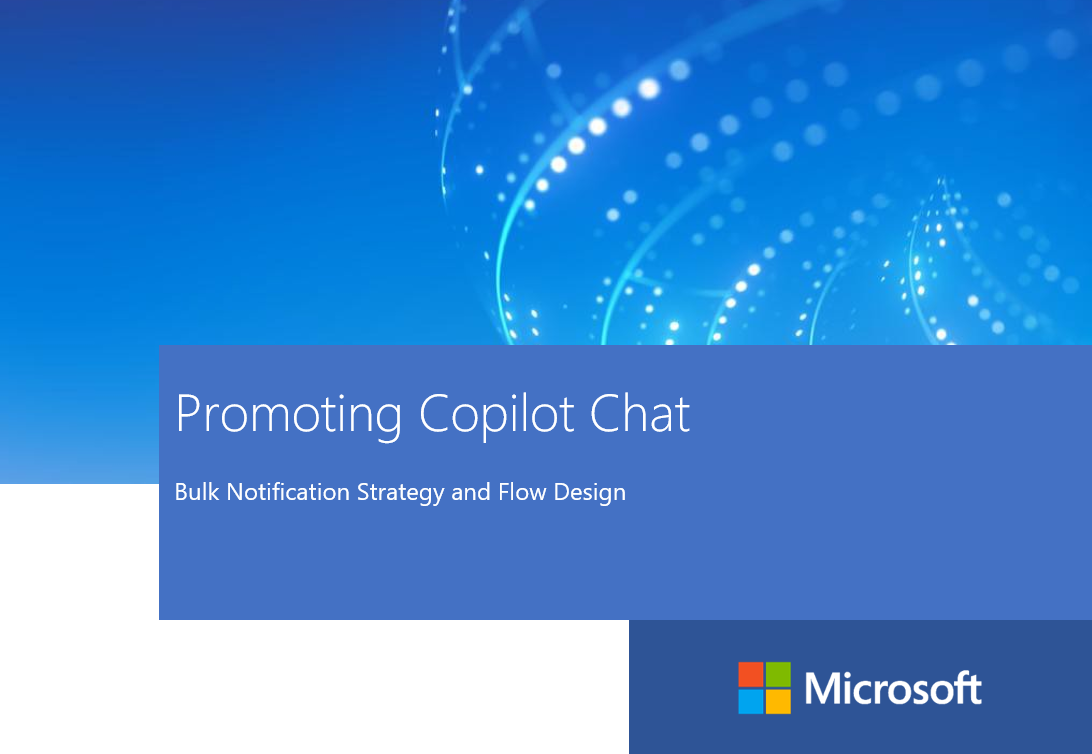 Promoting Copilot Chat
Bulk Notification Strategy and Flow Design
Microsoft